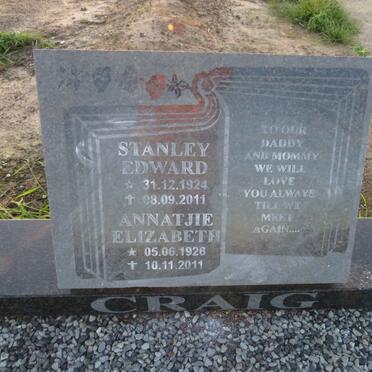 STANLEY
EDWARD
☆ 31.12.1924
✝ 08.09.2011
ANNATJIE
ELIZABETH
★ 05.06.1926
✝ 10.11.2011
TO OUR
DADDY
AND MOMMY
WE WILL
LOVE
YOU ALWAYS
TILL WE
MEET
AGAIN....
CRAIG